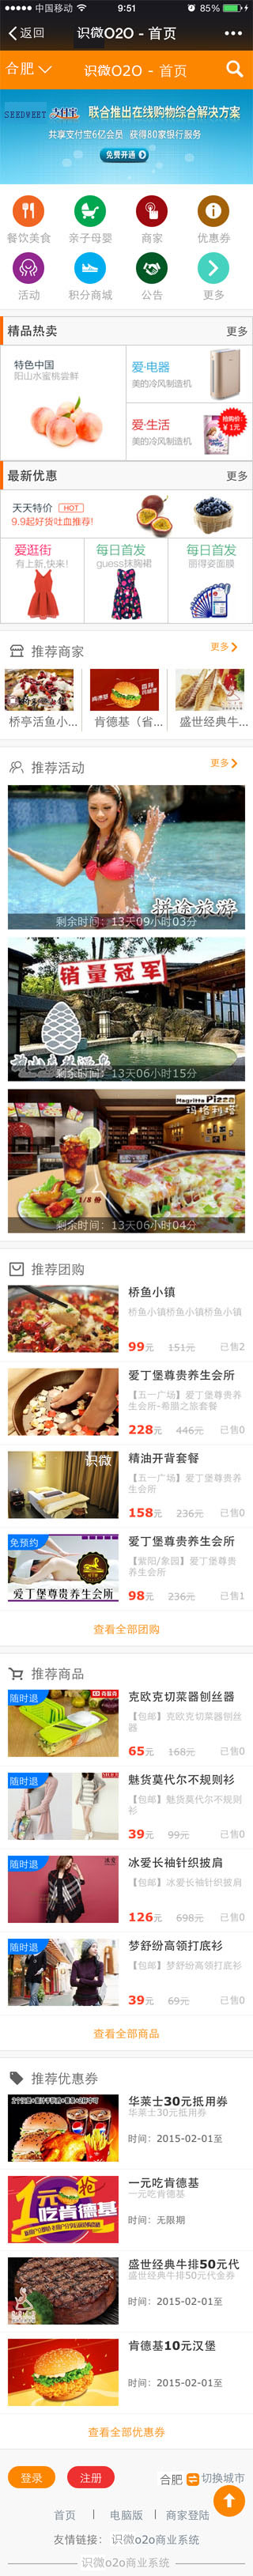 中国移动 9:51 85%
返回 识微O2O - 首页
合肥 识微O2O - 首页
SEEDWEET 支付宝 联合推出在线购物综合解决方案
共享支付宝6亿会员 获得80家银行服务
免费开通
餐饮美食 亲子母婴 商家 优惠券
活动 积分商城 公告 更多
精品热卖 更多
特色中国
阳山水蜜桃尝鲜
爱·电器
美的冷风制造机
爱·生活
美的冷风制造机
抢购价
¥1元
最新优惠 更多
天天特价 HOT
9.9起好货吐血推荐!
爱逛街
有上新,快来!
每日首发
guess抹胸裙
每日首发
丽得姿面膜
推荐商家 更多
桥亭活鱼小... 肯德基（省... 盛世经典牛...
推荐活动 更多
拼途旅游
剩余时间：13天09小时03分
销量冠军
剩余时间：13天06小时15分
Magritte Pizza
玛格利塔
1/8份
剩余时间：13天06小时04分
推荐团购
桥鱼小镇
桥鱼小镇桥鱼小镇桥鱼小镇
99元 151元 已售2
爱丁堡尊贵养生会所
【五一广场】爱丁堡尊贵养
生会所-希腊之旅套餐
228元 446元 已售0
识微
精油开背套餐
【五一广场】爱丁堡尊贵养
生会所
158元 236元 已售0
免预约
爱丁堡尊贵养生会所
爱丁堡尊贵养生会所
【紫阳/象园】爱丁堡尊贵
养生会所
98元 236元 已售1
查看全部团购
推荐商品
随时退
克欧克切菜器刨丝器
【包邮】克欧克切菜器刨丝
器
65元 168元 已售0
随时退
魅货莫代尔不规则衫
【包邮】魅货莫代尔不规则
衫
39元 99元 已售0
随时退
冰爱
冰爱长袖针织披肩
【包邮】冰爱长袖针织披肩
126元 698元 已售0
随时退
梦舒纷高领打底衫
【包邮】梦舒纷高领打底衫
39元 69元 已售0
查看全部商品
推荐优惠券
华莱士30元抵用券
华莱士30元抵用券
时间：2015-02-01至
1元抢
吃肯德基
一元吃肯德基
一元吃肯德基
时间：无限期
盛世经典牛排50元代
盛世经典牛排50元代金券
时间：2015-02-01至
肯德基10元汉堡
时间：2015-02-01至
查看全部优惠券
登录 注册 合肥 切换城市
首页 | 电脑版 | 商家登陆
友情链接： 识微o2o商业系统
识微o2o商业系统